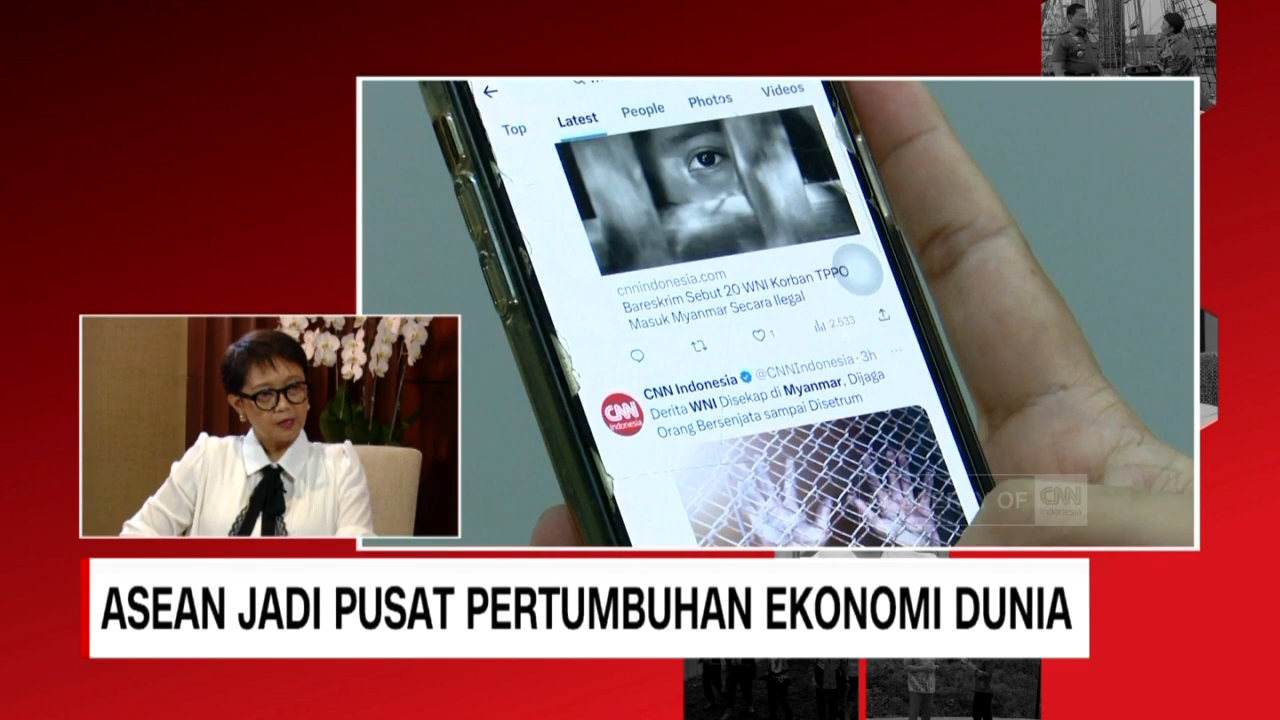 Top Latest People Photos Videos
cnnindonesia.com
Bareskrim Sebut 20 WNI Korban TPPO
Masuk Myanmar Secara Ilegal
1 2.533
CNN Indonesia @CNNIndonesia · 3h
Derita WNI Disekap di Myanmar, Dijaga
Orang Bersenjata sampai Disetrum
CNN
Indonesia
OF
CNN
Indonesia
ASEAN JADI PUSAT PERTUMBUHAN EKONOMI DUNIA